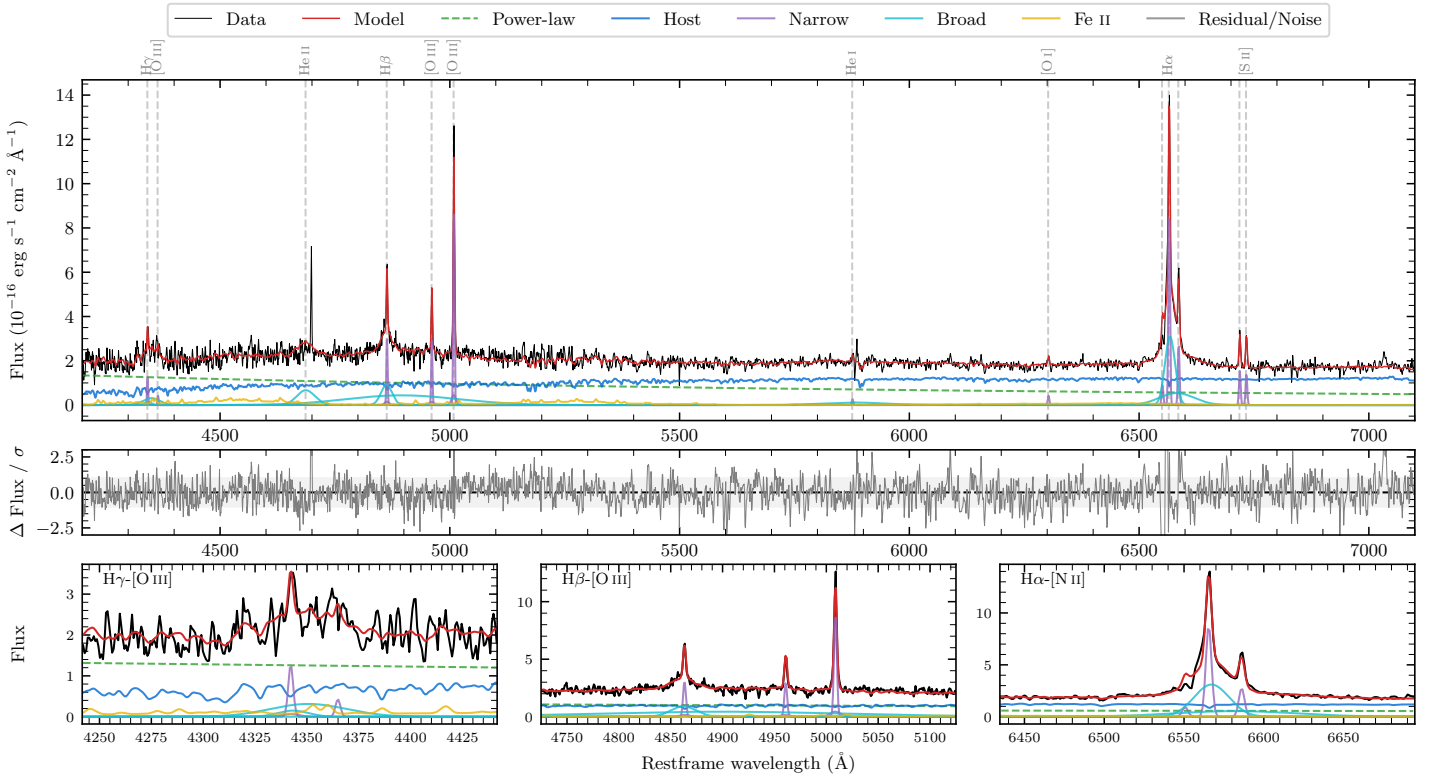 Data Model Power-law Host Narrow Broad Fe II Residual/Noise
Hγ [O III] He II Hβ [O III] [O III] He I [O I] Hα [S II]
Flux (10⁻¹⁶ erg s⁻¹ cm⁻² Å⁻¹)
14
12
10
8
6
4
2
0
4500 5000 5500 6000 6500 7000
Δ Flux / σ
2.5
0.0
−2.5
4500 5000 5500 6000 6500 7000
Flux
Hγ-[O III]
3
2
1
0
4250 4275 4300 4325 4350 4375 4400 4425
Hβ-[O III]
10
5
0
4750 4800 4850 4900 4950 5000 5050 5100
Hα-[N II]
10
5
0
6450 6500 6550 6600 6650
Restframe wavelength (Å)